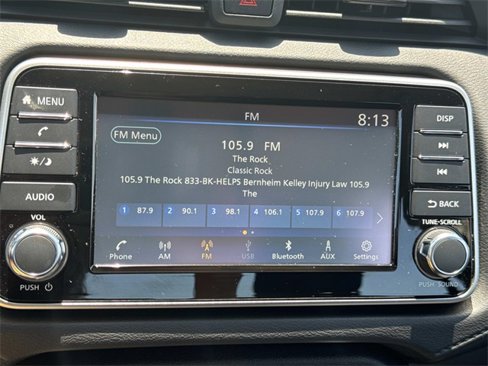 FM
8:13
MENU
DISP
FM Menu
105.9 FM
The Rock
Classic Rock
105.9 The Rock 833-BK-HELPS Bernheim Kelley Injury Law 105.9
The
AUDIO
BACK
VOL
TUNE·SCROLL
1 87.9 2 90.1 3 98.1 4 106.1 5 107.9 6 107.9
Phone AM FM USB Bluetooth AUX Settings
PUSH
PUSH·SOUND